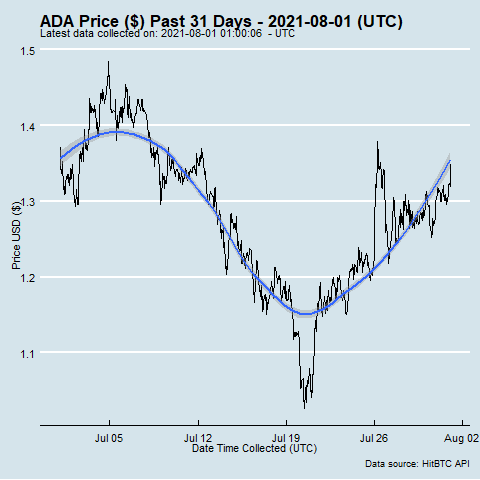 ADA Price ($) Past 31 Days - 2021-08-01 (UTC)
Latest data collected on: 2021-08-01 01:00:06  - UTC
1.5
1.4
1.3
1.2
1.1
Price USD ($)
Jul 05
Jul 12
Jul 19
Jul 26
Aug 02
Date Time Collected (UTC)
Data source: HitBTC API